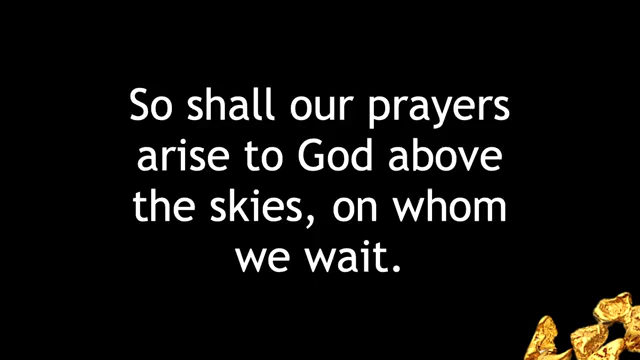 So shall our prayers
arise to God above
the skies, on whom
we wait.